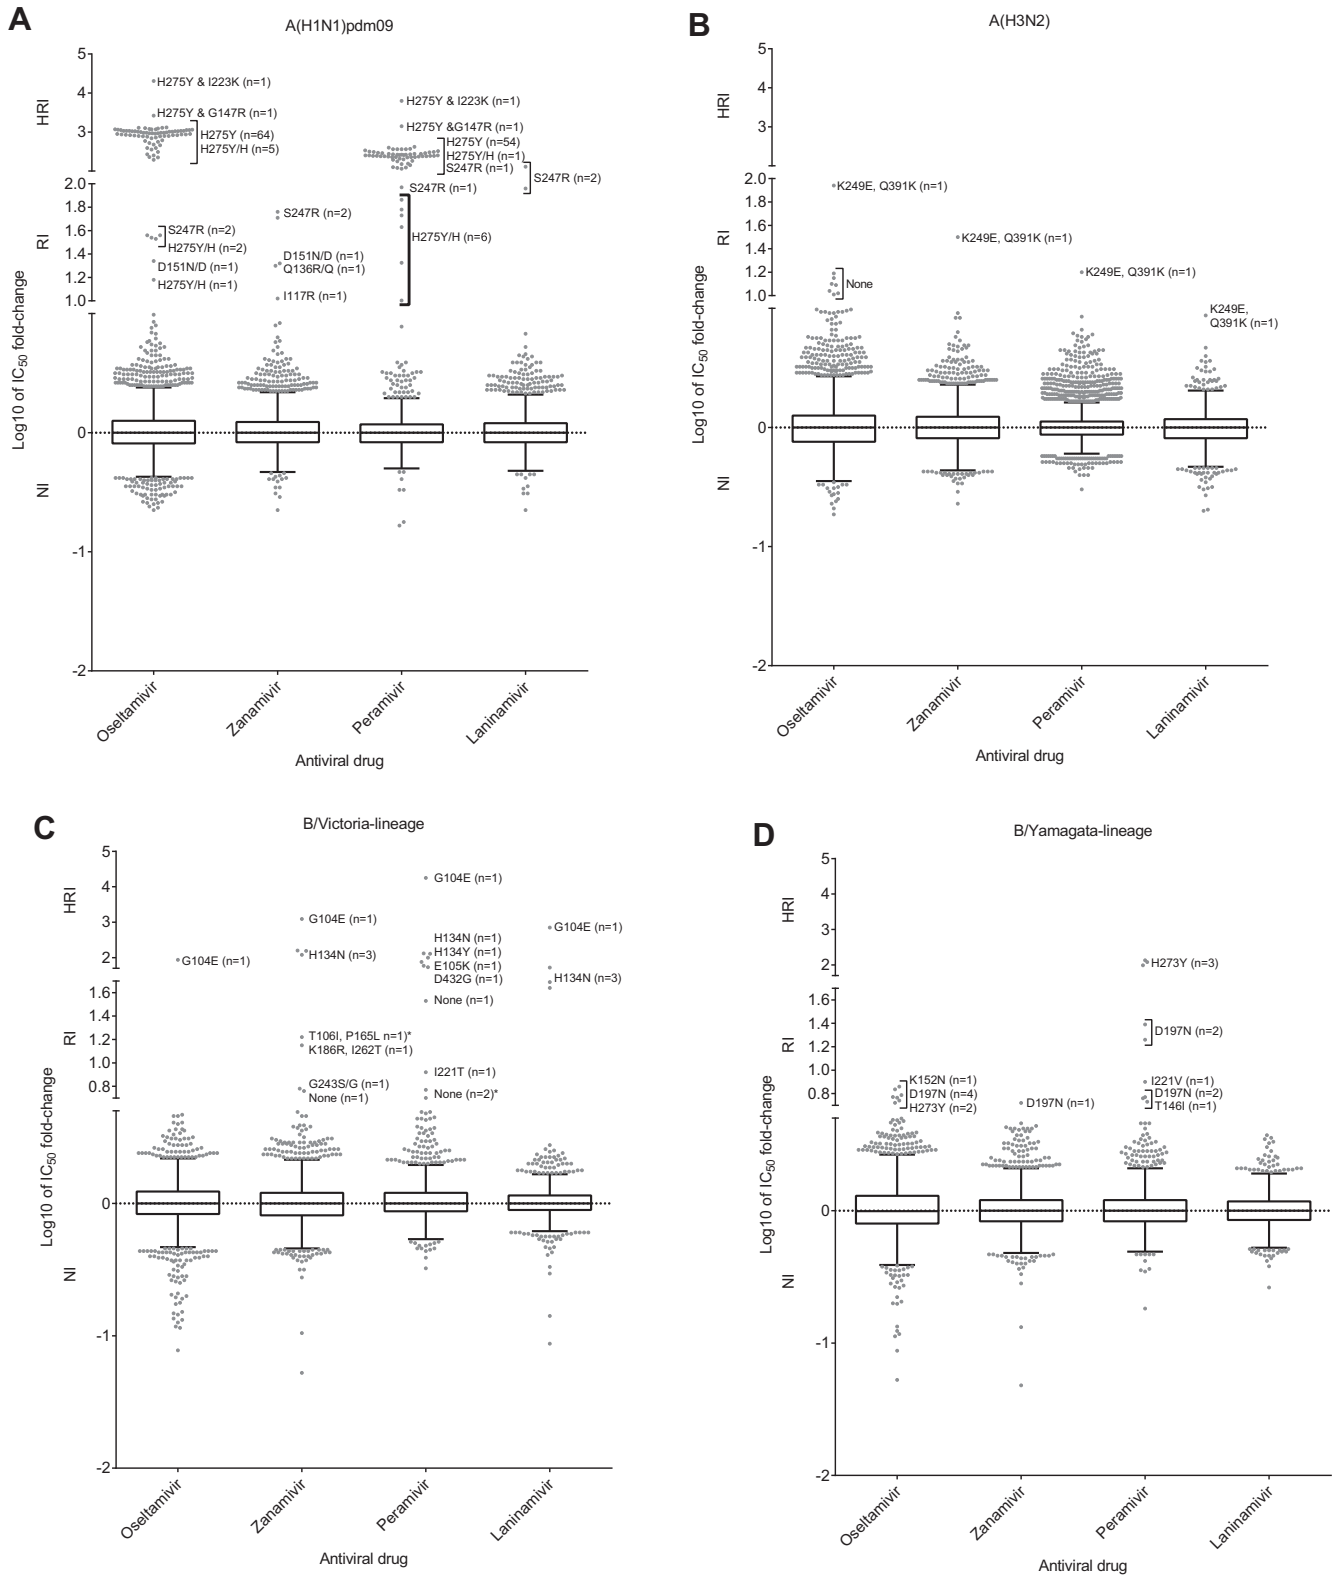 A
A(H1N1)pdm09
HRI
RI
NI
Log10 of IC50 fold-change
5
4
3
2.0
1.8
1.6
1.4
1.2
1.0
0
-1
-2
H275Y & I223K (n=1)
H275Y & G147R (n=1)
H275Y (n=64)
H275Y/H (n=5)
S247R (n=2)
H275Y/H (n=2)
D151N/D (n=1)
H275Y/H (n=1)
S247R (n=2)
D151N/D (n=1)
Q136R/Q (n=1)
I117R (n=1)
H275Y & I223K (n=1)
H275Y &G147R (n=1)
H275Y (n=54)
H275Y/H (n=1)
S247R (n=1)
S247R (n=1)
H275Y/H (n=6)
S247R (n=2)
Oseltamivir
Zanamivir
Peramivir
Laninamivir
Antiviral drug
B
A(H3N2)
HRI
RI
NI
Log10 of IC50 fold-change
5
4
3
2.0
1.8
1.6
1.4
1.2
1.0
0
-1
-2
K249E, Q391K (n=1)
None
K249E, Q391K (n=1)
K249E, Q391K (n=1)
K249E,
Q391K (n=1)
Oseltamivir
Zanamivir
Peramivir
Laninamivir
Antiviral drug
C
B/Victoria-lineage
HRI
RI
NI
Log10 of IC50 fold-change
5
4
3
2
1.6
1.4
1.2
1.0
0.8
0
-1
-2
G104E (n=1)
G104E (n=1)
H134N (n=3)
T106I, P165L n=1)*
K186R, I262T (n=1)
G243S/G (n=1)
None (n=1)
G104E (n=1)
H134N (n=1)
H134Y (n=1)
E105K (n=1)
D432G (n=1)
None (n=1)
I221T (n=1)
None (n=2)*
G104E (n=1)
H134N (n=3)
Oseltamivir
Zanamivir
Peramivir
Laninamivir
Antiviral drug
D
B/Yamagata-lineage
HRI
RI
NI
Log10 of IC50 fold-change
5
4
3
2
1.6
1.4
1.2
1.0
0.8
0
-1
-2
K152N (n=1)
D197N (n=4)
H273Y (n=2)
D197N (n=1)
H273Y (n=3)
D197N (n=2)
I221V (n=1)
D197N (n=2)
T146I (n=1)
Oseltamivir
Zanamivir
Peramivir
Laninamivir
Antiviral drug